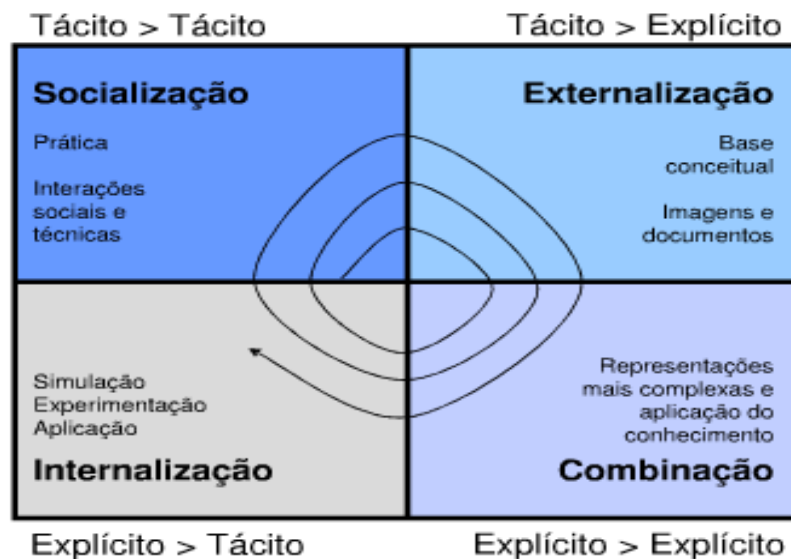 Tácito > Tácito
Tácito > Explícito
Socialização
Prática
Interações
sociais e
técnicas
Externalização
Base
conceitual
Imagens e
documentos
Simulação
Experimentação
Aplicação
Internalização
Representações
mais complexas e
aplicação do
conhecimento
Combinação
Explícito > Tácito
Explícito > Explícito